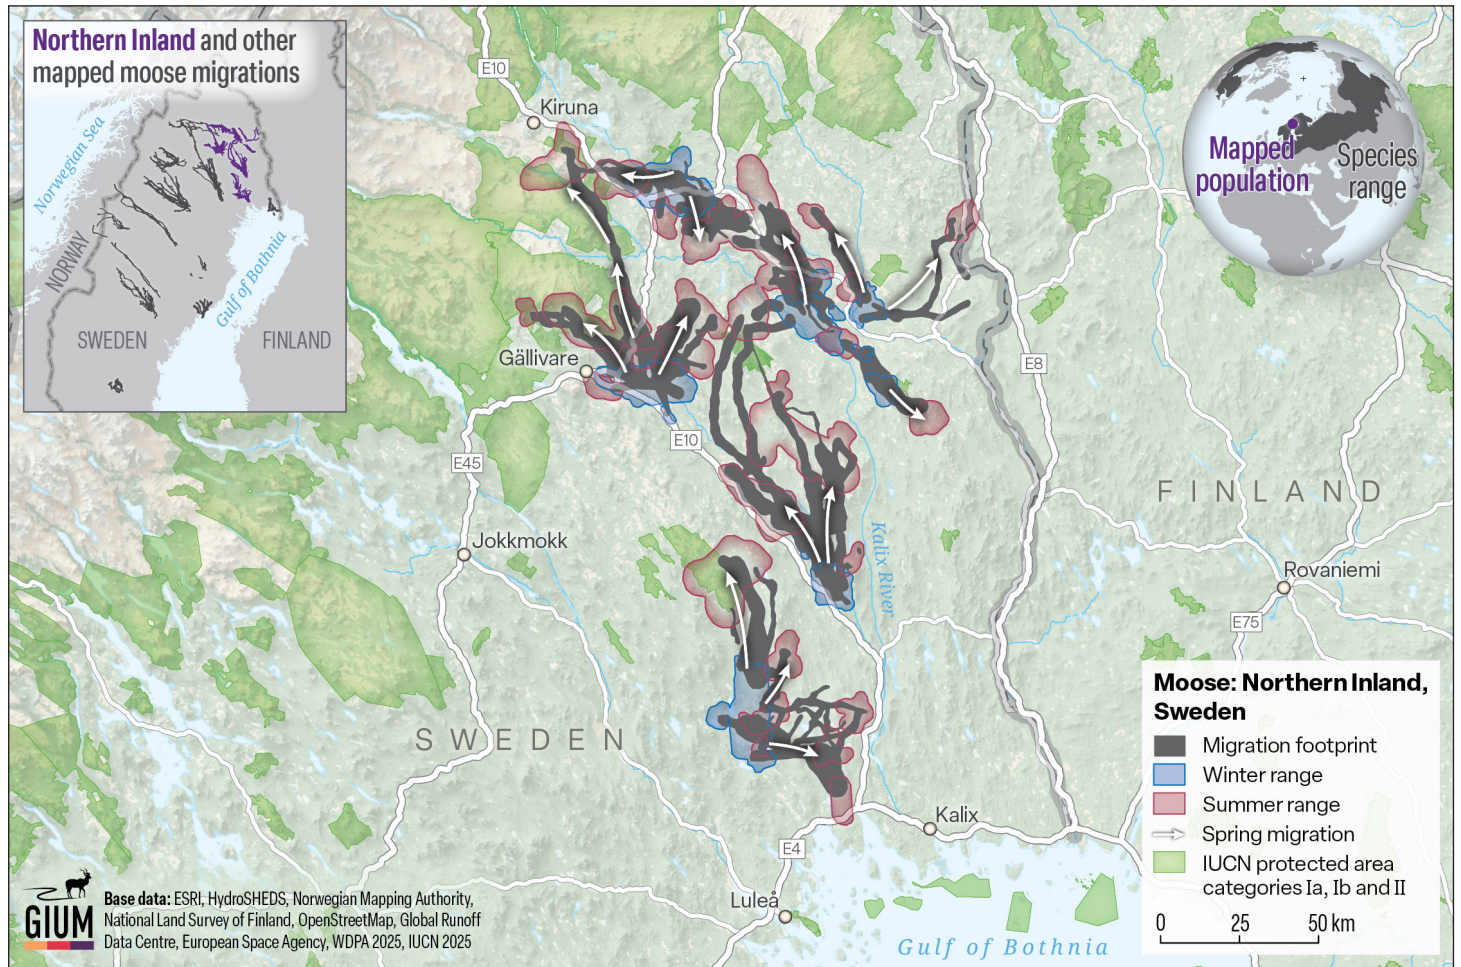 Northern Inland and other
mapped moose migrations
Norwegian Sea
NORWAY
Gulf of Bothnia
SWEDEN
FINLAND
E10
Kiruna
Mapped
population
Species
range
Gällivare
E8
E10
E45
FINLAND
Jokkmokk
Kalix River
Rovaniemi
E75
SWEDEN
Kalix
E4
Luleå
Gulf of Bothnia
Moose: Northern Inland,
Sweden
Migration footprint
Winter range
Summer range
Spring migration
IUCN protected area
categories Ia, Ib and II
0 25 50 km
GIUM
Base data: ESRI, HydroSHEDS, Norwegian Mapping Authority,
National Land Survey of Finland, OpenStreetMap, Global Runoff
Data Centre, European Space Agency, WDPA 2025, IUCN 2025